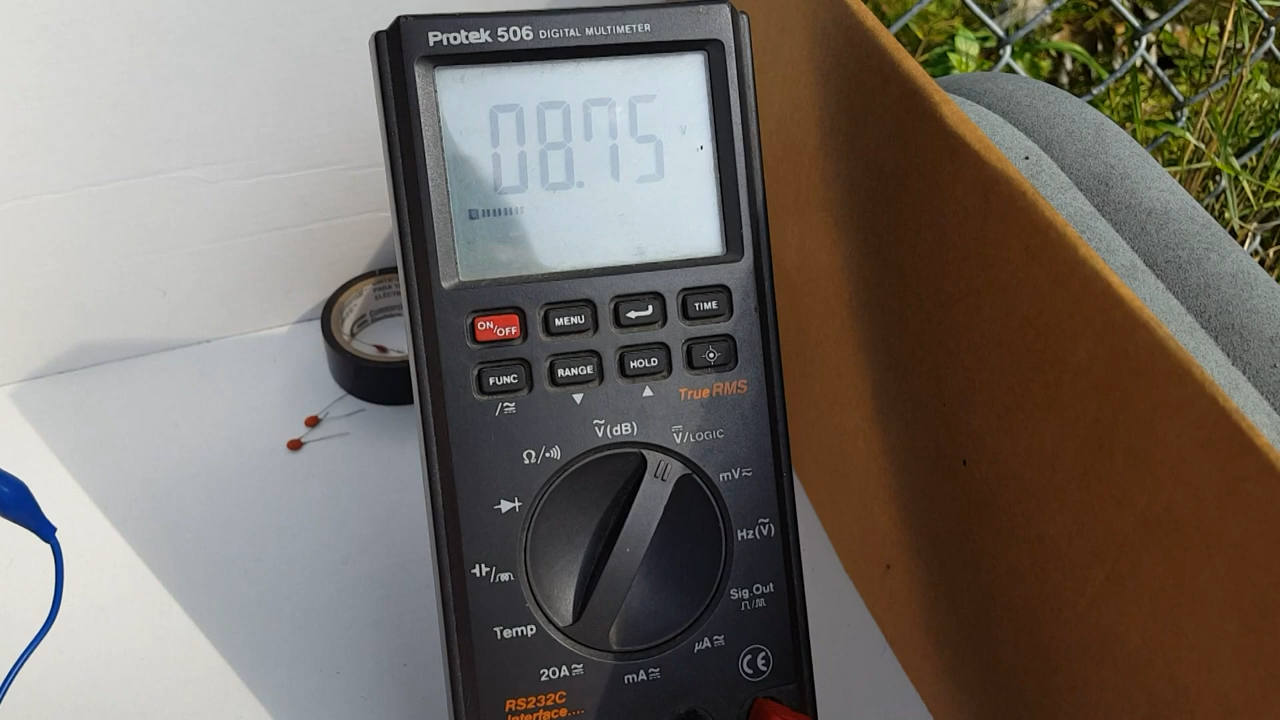 Protek 506 DIGITAL MULTIMETER
08.75 V
ON/OFF MENU TIME
FUNC RANGE HOLD
/≅ ▼ ▲ True RMS
Ṽ(dB) V/LOGIC
Ω/ mV
Hz(Ṽ)
Sig.Out
Temp μA
20A mA CE
RS232C
Interface....